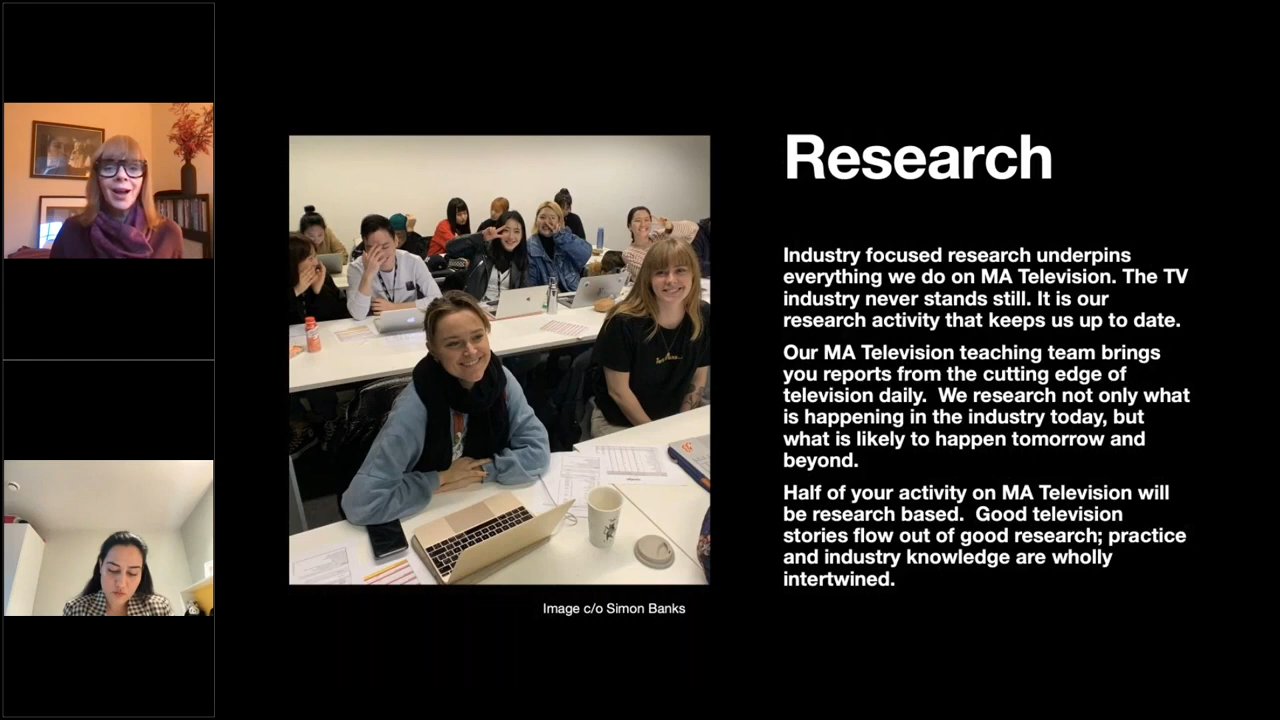 Research
Industry focused research underpins
everything we do on MA Television. The TV
industry never stands still. It is our
research activity that keeps us up to date.
Our MA Television teaching team brings
you reports from the cutting edge of
television daily.  We research not only what
is happening in the industry today, but
what is likely to happen tomorrow and
beyond.
Half of your activity on MA Television will
be research based.  Good television
stories flow out of good research; practice
and industry knowledge are wholly
intertwined.
Image c/o Simon Banks